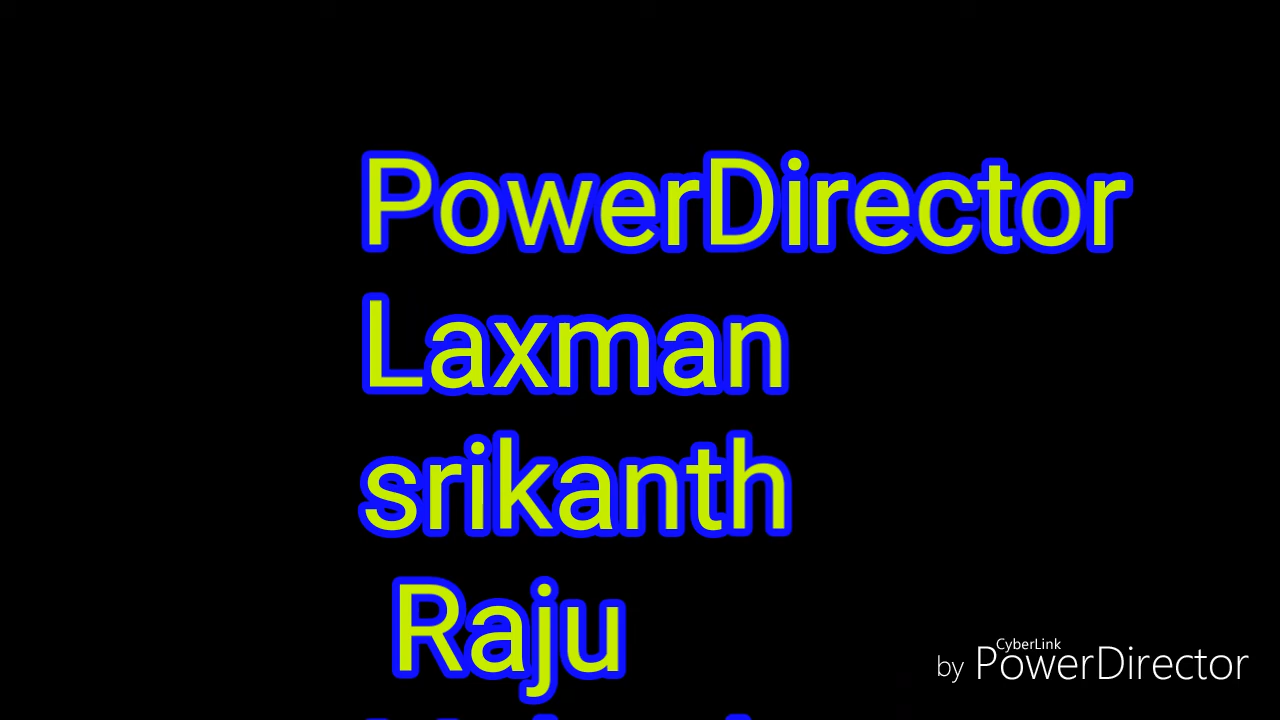 PowerDirector
Laxman
srikanth
Raju
by CyberLink PowerDirector